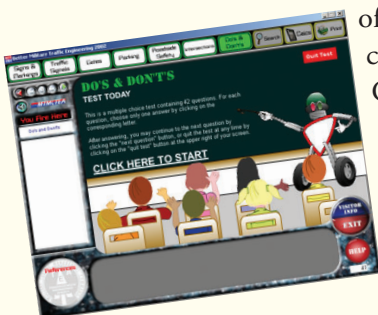 of
c
Better Military Traffic Engineering 2002
Signs & Markings
Traffic Signals
Gates
Parking
Roadside Safety
Intersections
Do's & Don'ts
Search
Print
MTMCTEA
You Are Here
Do's and Don'ts
Quit Test
DO'S & DON'TS
TEST TODAY
This is a multiple choice test containing 42 questions. For each
question, choose only one answer by clicking on the
corresponding letter.
After answering, you may continue to the next question by
clicking the "next question" button, or quit the test at any time by
clicking on the "quit test" button at the upper right of your screen.
CLICK HERE TO START
VISITOR
INFO
EXIT
HELP
References